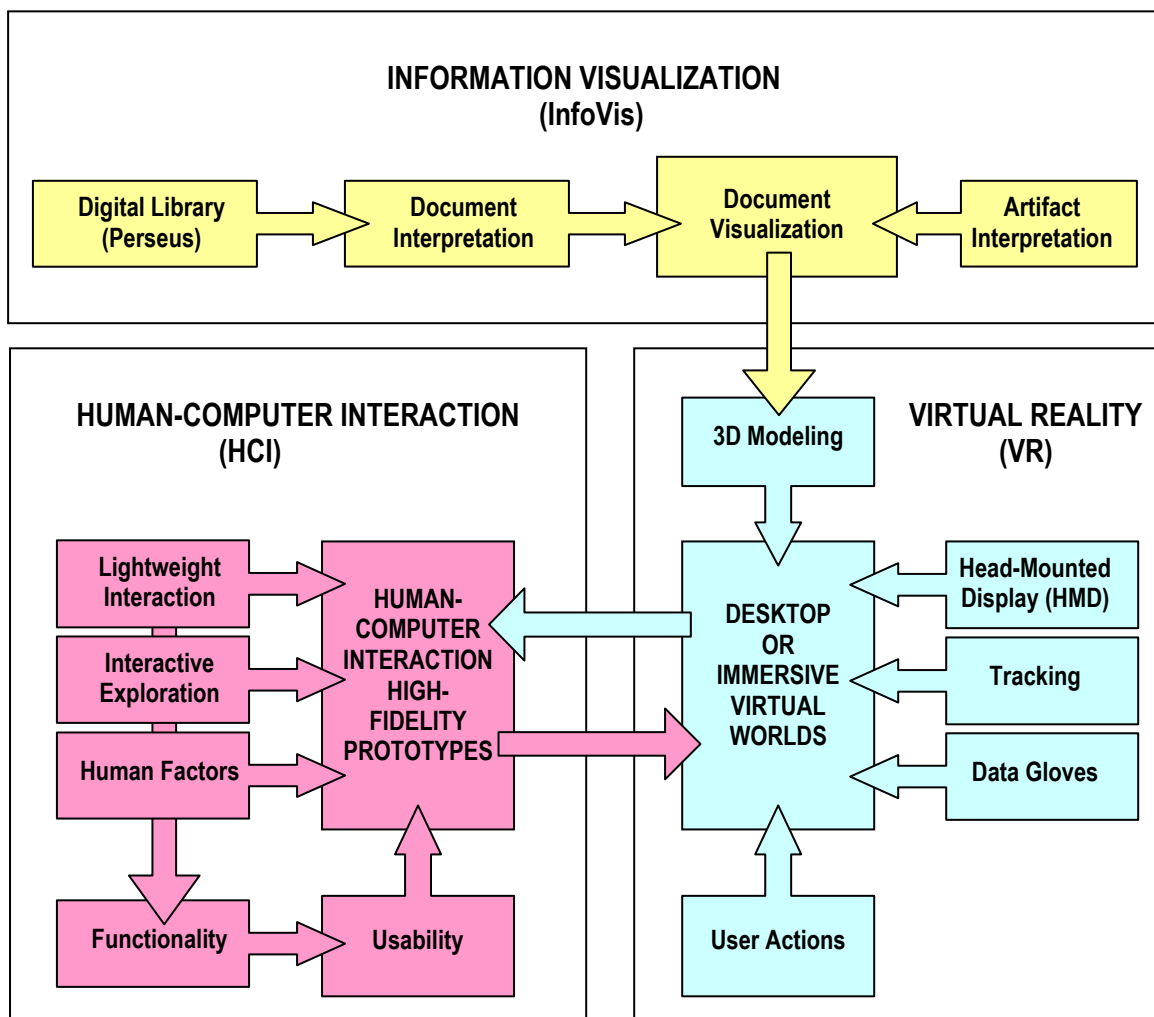 INFORMATION VISUALIZATION
(InfoVis)
Digital Library
(Perseus)
Document
Interpretation
Document
Visualization
Artifact
Interpretation
HUMAN-COMPUTER INTERACTION
(HCI)
Lightweight
Interaction
Interactive
Exploration
Human Factors
Functionality
HUMAN-
COMPUTER
INTERACTION
HIGH-
FIDELITY
PROTOTYPES
Usability
VIRTUAL REALITY
(VR)
3D Modeling
DESKTOP
OR
IMMERSIVE
VIRTUAL
WORLDS
Head-Mounted
Display (HMD)
Tracking
Data Gloves
User Actions